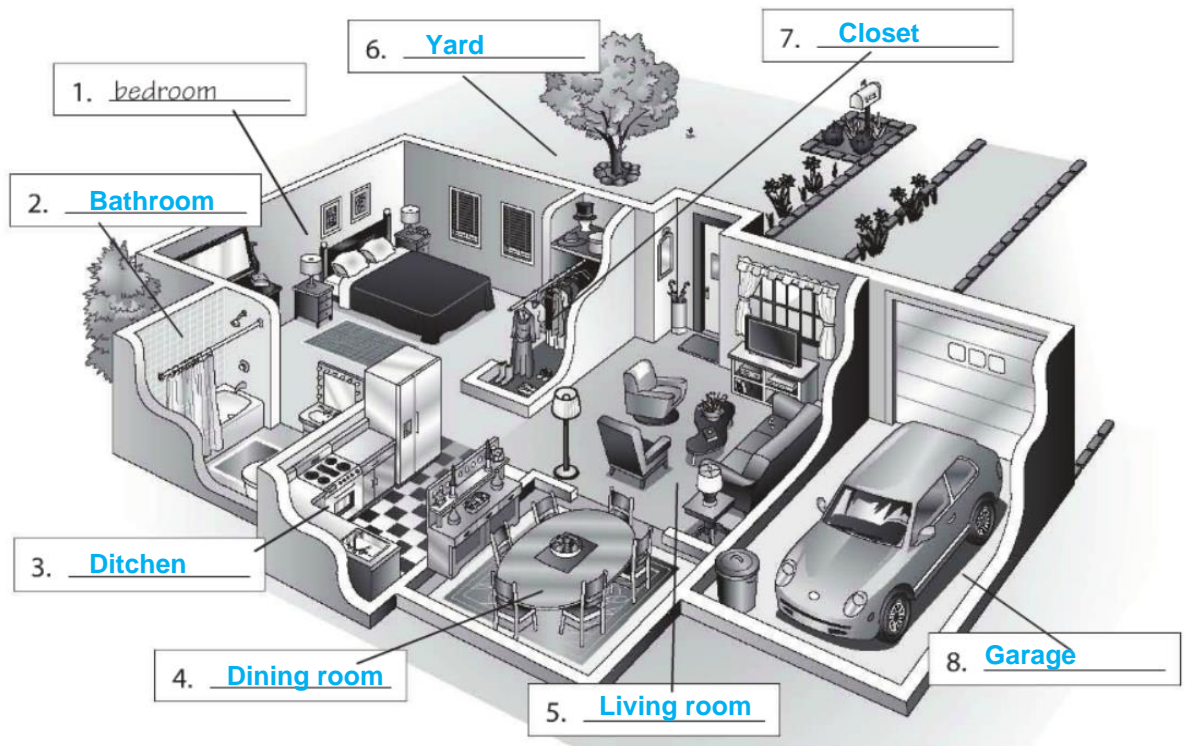 1. bedroom
2. Bathroom
3. Ditchen
4. Dining room
5. Living room
6. Yard
7. Closet
8. Garage